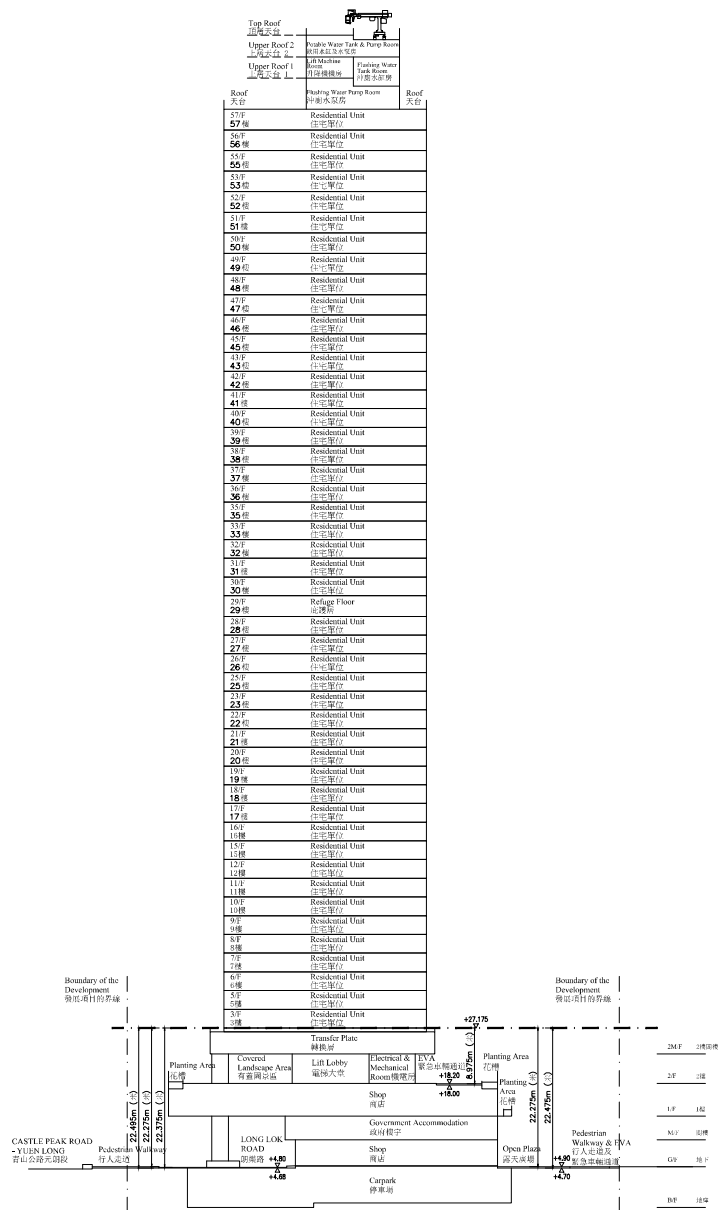 Top Roof
頂層天台
Upper Roof 2
上層天台 2
Potable Water Tank & Pump Room
飲用水缸及水泵房
Upper Roof 1
上層天台 1
Lift Machine
Room
升降機機房
Flushing Water
Tank Room
沖廁水缸房
Roof
天台
Flushing Water Pump Room
沖廁水泵房
Roof
天台
57/F Residential Unit
57樓 住宅單位
56/F Residential Unit
56樓 住宅單位
55/F Residential Unit
55樓 住宅單位
53/F Residential Unit
53樓 住宅單位
52/F Residential Unit
52樓 住宅單位
51/F Residential Unit
51樓 住宅單位
50/F Residential Unit
50樓 住宅單位
49/F Residential Unit
49樓 住宅單位
48/F Residential Unit
48樓 住宅單位
47/F Residential Unit
47樓 住宅單位
46/F Residential Unit
46樓 住宅單位
45/F Residential Unit
45樓 住宅單位
43/F Residential Unit
43樓 住宅單位
42/F Residential Unit
42樓 住宅單位
41/F Residential Unit
41樓 住宅單位
40/F Residential Unit
40樓 住宅單位
39/F Residential Unit
39樓 住宅單位
38/F Residential Unit
38樓 住宅單位
37/F Residential Unit
37樓 住宅單位
36/F Residential Unit
36樓 住宅單位
35/F Residential Unit
35樓 住宅單位
33/F Residential Unit
33樓 住宅單位
32/F Residential Unit
32樓 住宅單位
31/F Residential Unit
31樓 住宅單位
30/F Residential Unit
30樓 住宅單位
29/F Refuge Floor
29樓 庇護層
28/F Residential Unit
28樓 住宅單位
27/F Residential Unit
27樓 住宅單位
26/F Residential Unit
26樓 住宅單位
25/F Residential Unit
25樓 住宅單位
23/F Residential Unit
23樓 住宅單位
22/F Residential Unit
22樓 住宅單位
21/F Residential Unit
21樓 住宅單位
20/F Residential Unit
20樓 住宅單位
19/F Residential Unit
19樓 住宅單位
18/F Residential Unit
18樓 住宅單位
17/F Residential Unit
17樓 住宅單位
16/F Residential Unit
16樓 住宅單位
15/F Residential Unit
15樓 住宅單位
12/F Residential Unit
12樓 住宅單位
11/F Residential Unit
11樓 住宅單位
10/F Residential Unit
10樓 住宅單位
9/F Residential Unit
9樓 住宅單位
8/F Residential Unit
8樓 住宅單位
7/F Residential Unit
7樓 住宅單位
6/F Residential Unit
6樓 住宅單位
5/F Residential Unit
5樓 住宅單位
3/F Residential Unit
3樓 住宅單位
Boundary of the
Development
發展項目的界線
Boundary of the
Development
發展項目的界線
+27.175
Transfer Plate
轉換層
2M/F 2樓閣樓
Planting Area
花槽
Covered
Landscape Area
有蓋園景區
Lift Lobby
電梯大堂
Electrical &
Mechanical
Room機電房
EVA
緊急車輛通道
8.975m (米)
Planting Area
花槽
+18.20
+18.00
2/F 2樓
Planting
Area
花槽
Shop
商店
1/F 1樓
22.495m (米)
22.275m (米)
22.375m (米)
22.275m (米)
22.475m (米)
Government Accommodation
政府樓宇
M/F 閣樓
CASTLE PEAK ROAD
- YUEN LONG
青山公路元朗段
Pedestrian Walkway
行人走道
LONG LOK
ROAD
朗樂路
+4.80
+4.68
Shop
商店
Open Plaza
露天廣場
Pedestrian
Walkway & EVA
行人走道及
緊急車輛通道
+4.90
+4.70
G/F 地下
Carpark
停車場
B/F 地庫